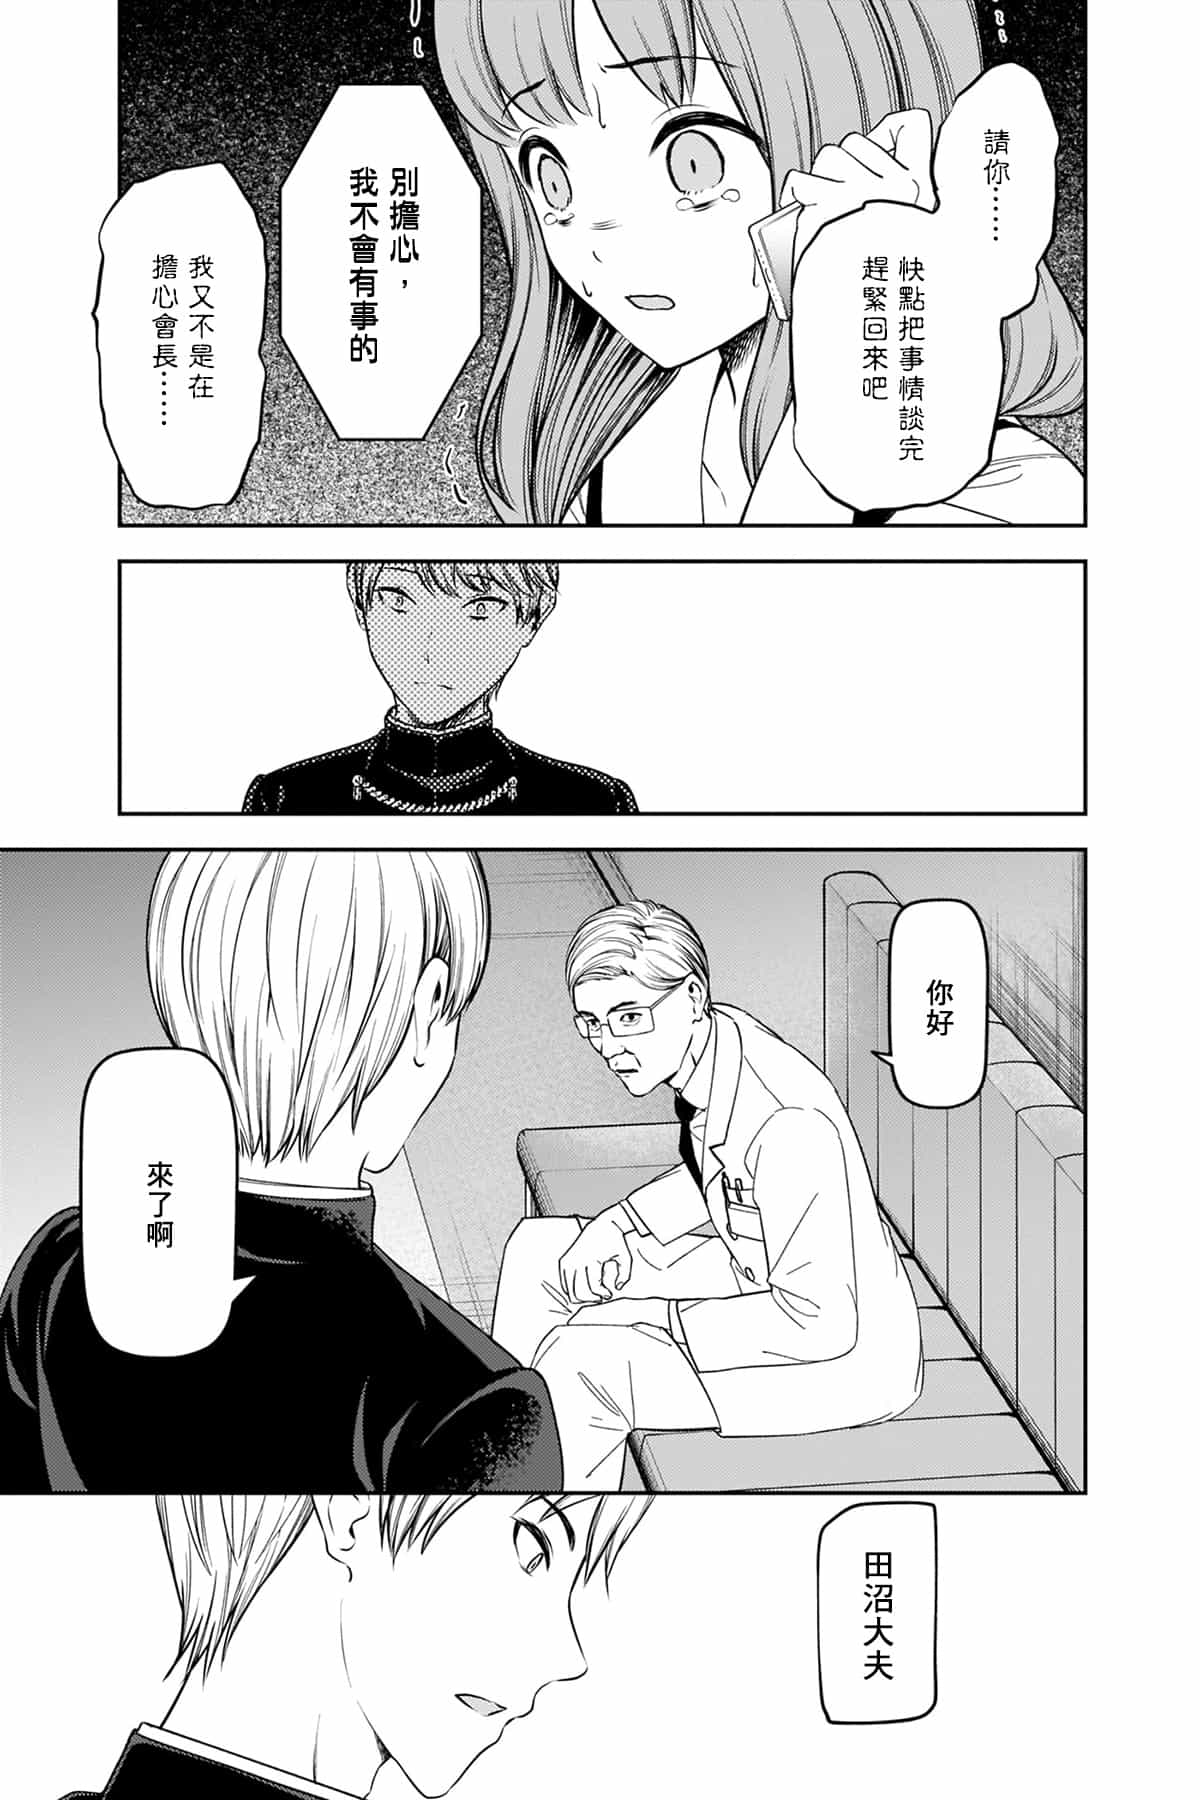 請你……
快點把事情談完
趕緊回來吧
別擔心，
我不會有事的
我又不是在
擔心會長……
你好
來了啊
田沼大夫